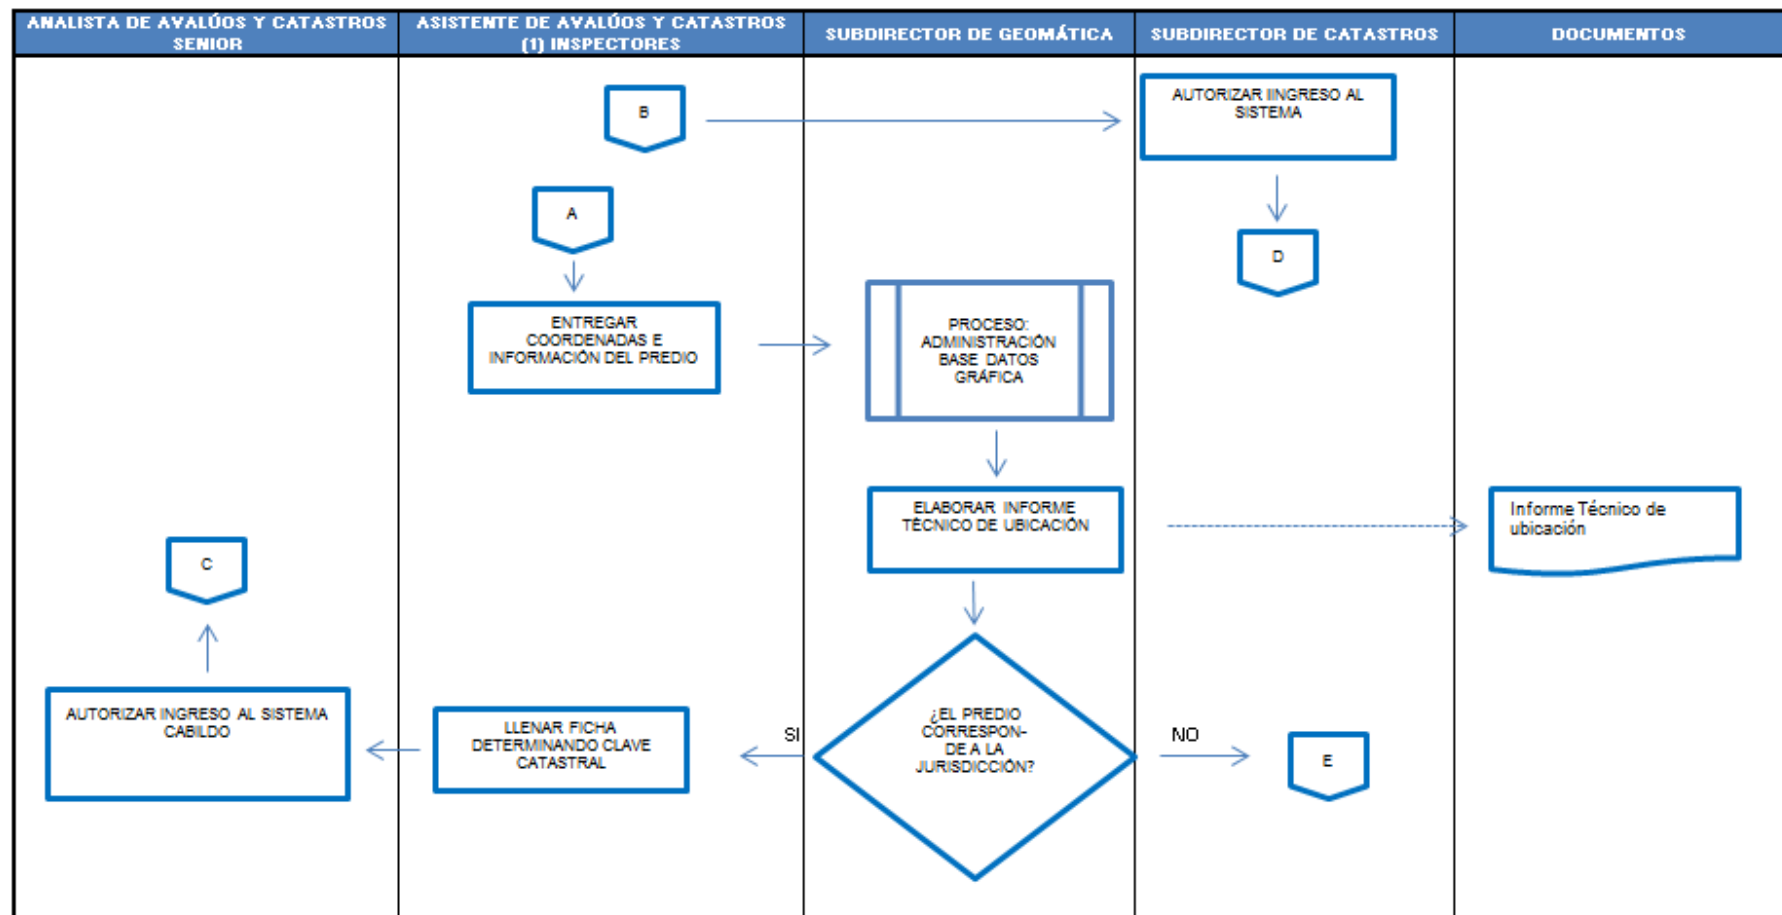 ANALISTA DE AVALÚOS Y CATASTROS
SENIOR
ASISTENTE DE AVALÚOS Y CATASTROS
(1) INSPECTORES
SUBDIRECTOR DE GEOMÁTICA
SUBDIRECTOR DE CATASTROS
DOCUMENTOS
B
AUTORIZAR IINGRESO AL
SISTEMA
A
D
ENTREGAR
COORDENADAS E
INFORMACIÓN DEL PREDIO
PROCESO:
ADMINISTRACIÓN
BASE DATOS
GRÁFICA
ELABORAR INFORME
TÉCNICO DE UBICACIÓN
Informe Técnico de
ubicación
C
AUTORIZAR INGRESO AL SISTEMA
CABILDO
LLENAR FICHA
DETERMINANDO CLAVE
CATASTRAL
SI
¿EL PREDIO
CORRESPON-
DE A LA
JURISDICCIÓN?
NO
E